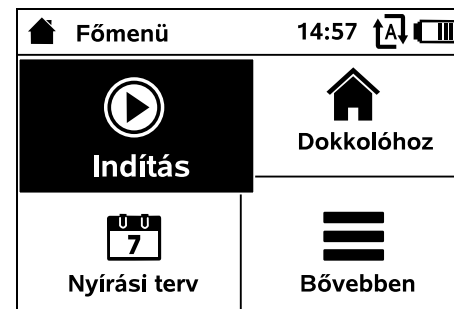 Főmenü 14:57 A
Indítás
Dokkolóhoz
7
Nyírási terv
Bővebben